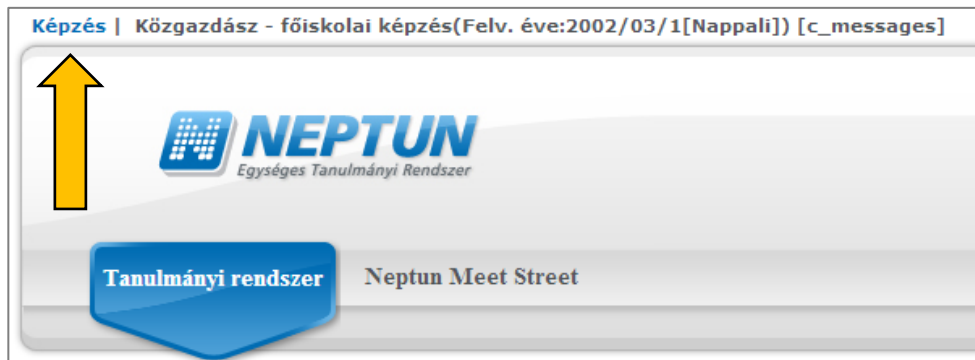 Képzés | Közgazdász - főiskolai képzés(Felv. éve:2002/03/1[Nappali]) [c_messages]
NEPTUN
Egységes Tanulmányi Rendszer
Tanulmányi rendszer Neptun Meet Street